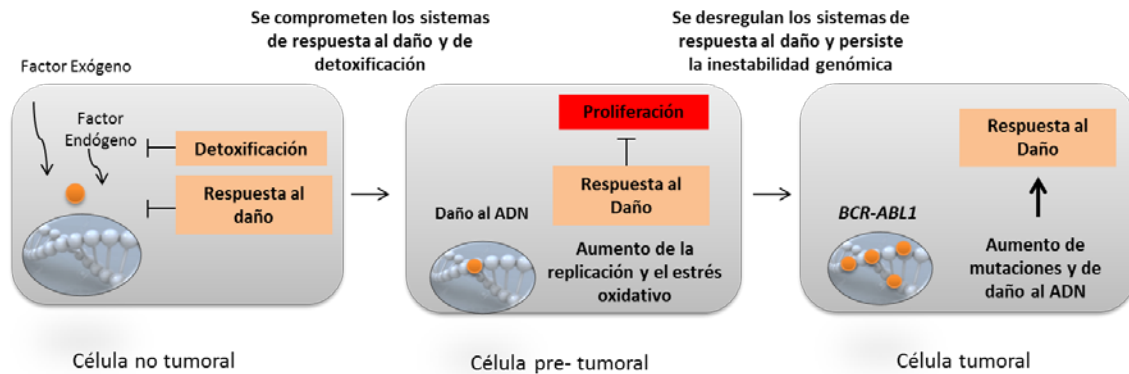 Se comprometen los sistemas
de respuesta al daño y de
detoxificación
Se desregulan los sistemas de
respuesta al daño y persiste
la inestabilidad genómica
Factor Exógeno
Factor
Endógeno
Detoxificación
Respuesta al
daño
Proliferación
Respuesta al
Daño
Daño al ADN
Aumento de la
replicación y el estrés
oxidativo
Respuesta al
Daño
BCR-ABL1
Aumento de
mutaciones y de
daño al ADN
Célula no tumoral
Célula pre- tumoral
Célula tumoral